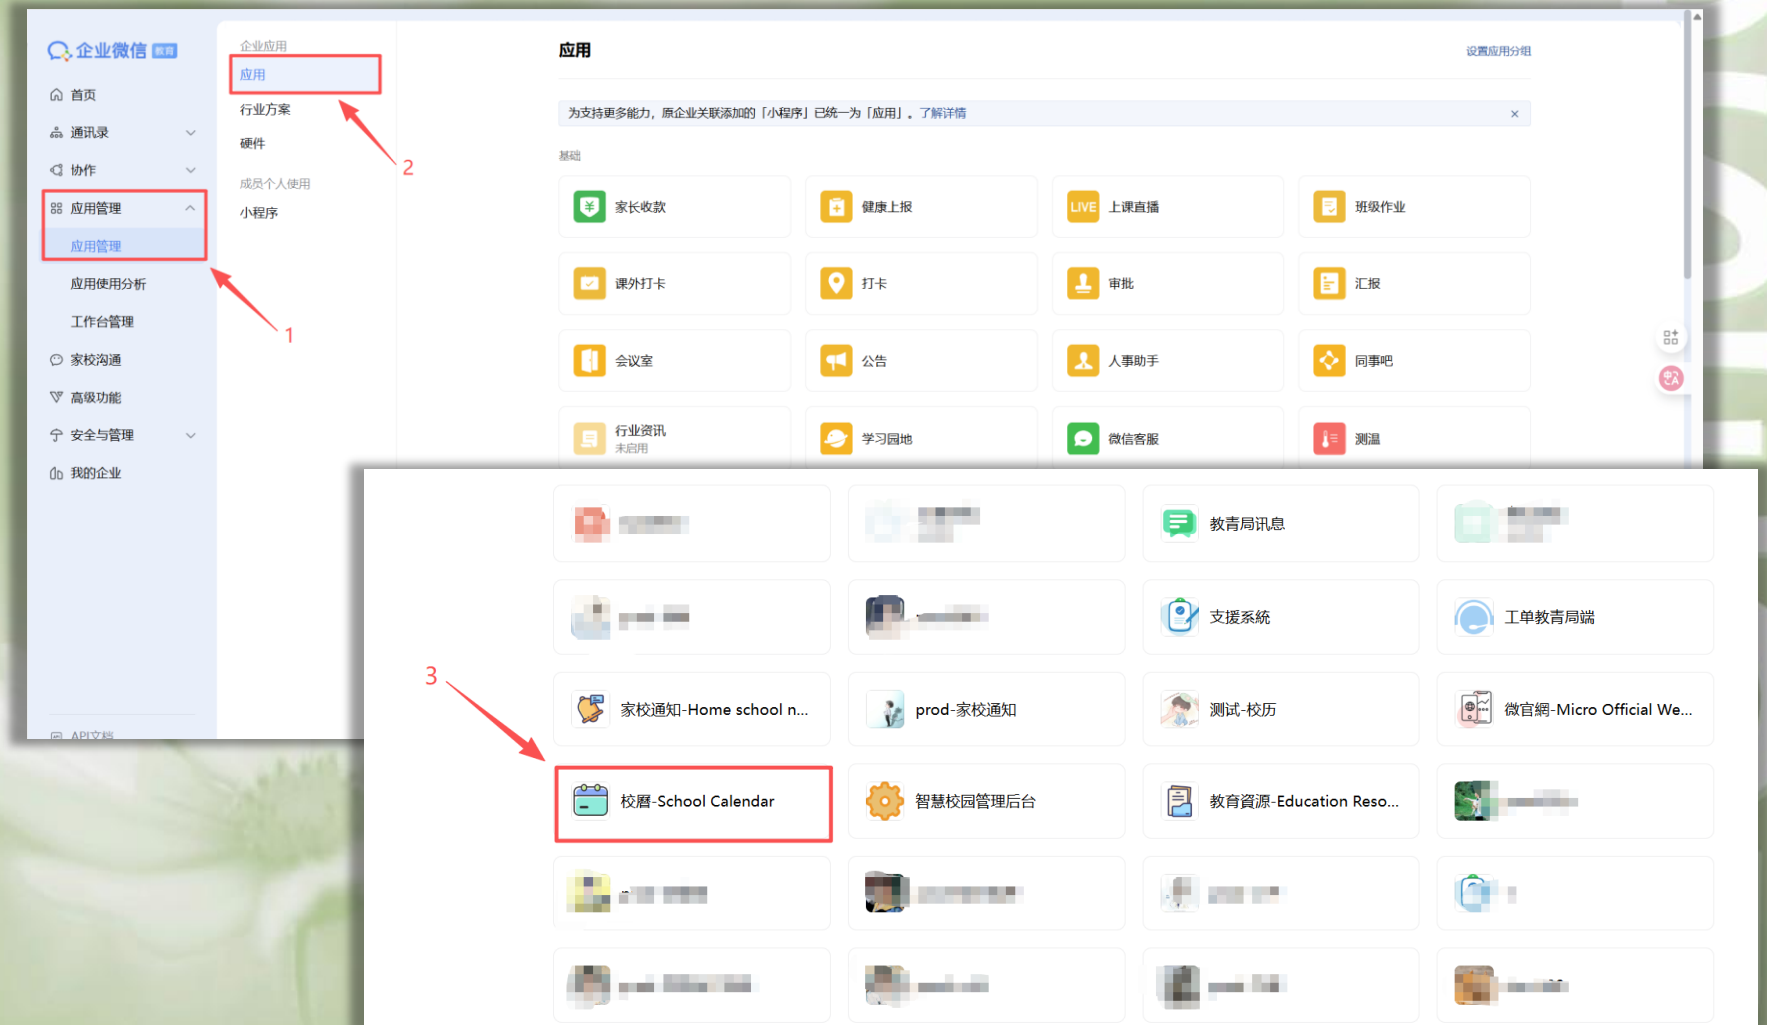 企业微信 教育
首页
通讯录
协作
应用管理
应用管理
应用使用分析
工作台管理
家校沟通
高级功能
安全与管理
我的企业
API文档
企业应用
应用
行业方案
硬件
成员个人使用
小程序
1
2
应用
设置应用分组
为支持更多能力，原企业关联添加的「小程序」已统一为「应用」。了解详情
基础
家长收款
健康上报
LIVE 上课直播
班级作业
课外打卡
打卡
审批
汇报
会议室
公告
人事助手
同事吧
行业资讯
未启用
学习园地
微信客服
测温
教青局讯息
支援系統
工单教青局端
3
家校通知-Home school n...
prod-家校通知
测试-校历
微官網-Micro Official We...
校曆-School Calendar
智慧校园管理后台
教育資源-Education Reso...